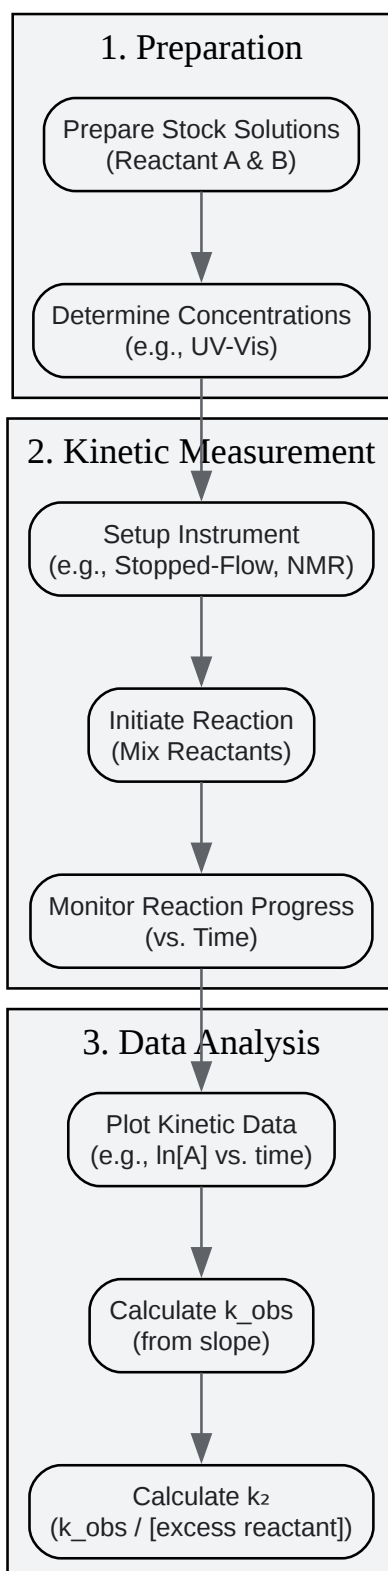 1. Preparation
Prepare Stock Solutions
(Reactant A & B)
Determine Concentrations
(e.g., UV-Vis)
2. Kinetic Measurement
Setup Instrument
(e.g., Stopped-Flow, NMR)
Initiate Reaction
(Mix Reactants)
Monitor Reaction Progress
(vs. Time)
3. Data Analysis
Plot Kinetic Data
(e.g., ln[A] vs. time)
Calculate k_obs
(from slope)
Calculate k₂
(k_obs / [excess reactant])